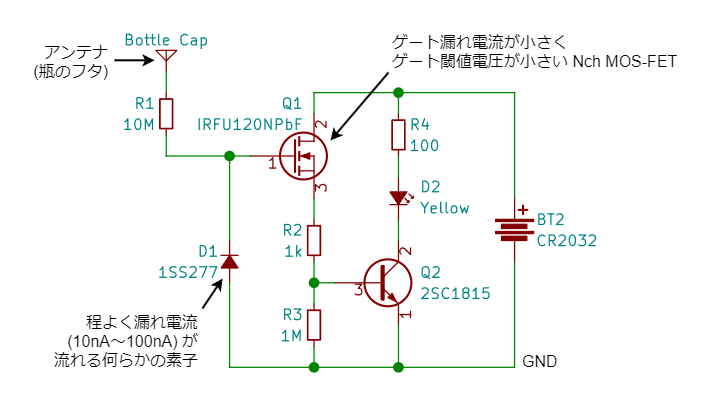 Bottle Cap
アンテナ
(瓶のフタ)
ゲート漏れ電流が小さく
ゲート閾値電圧が小さい Nch MOS-FET
R1
10M
Q1
IRFU120NPbF
2
1
3
R4
100
D2
Yellow
BT2
CR2032
R2
1k
D1
1SS277
2
Q2
2SC1815
3
1
R3
1M
程よく漏れ電流
(10nA～100nA) が
流れる何らかの素子
GND